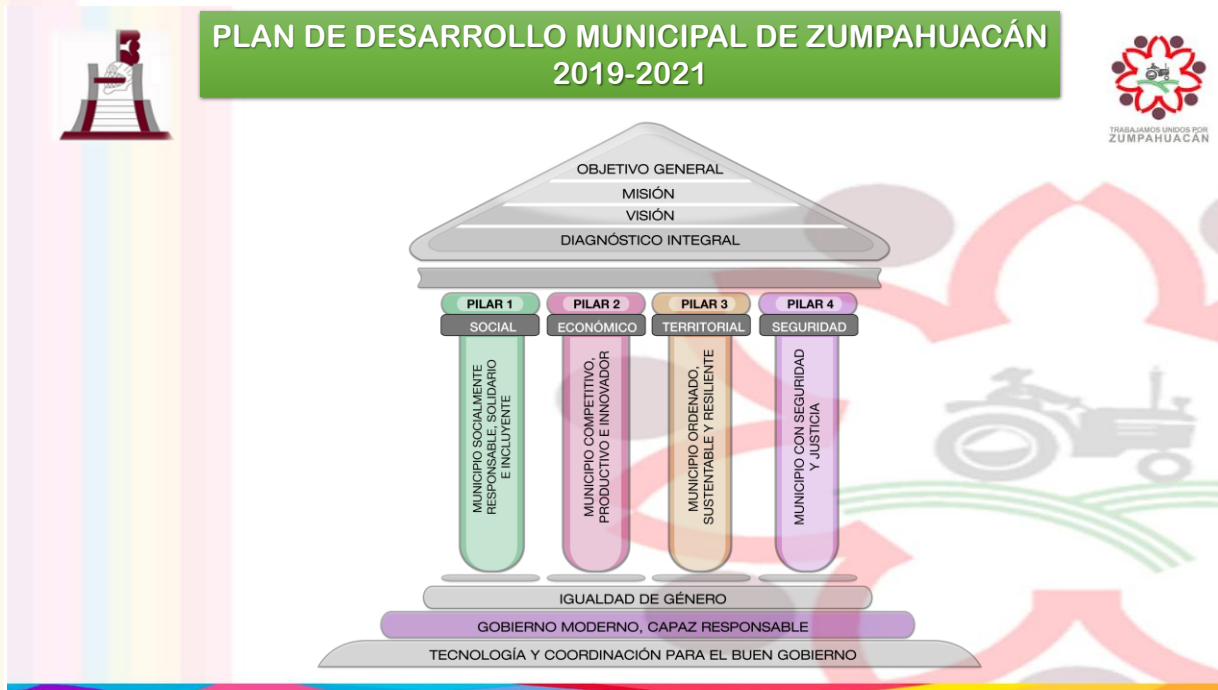 PLAN DE DESARROLLO MUNICIPAL DE ZUMPAHUACÁN
2019-2021
TRABAJAMOS UNIDOS POR
ZUMPAHUACÁN
OBJETIVO GENERAL
MISIÓN
VISIÓN
DIAGNÓSTICO INTEGRAL
PILAR 1
SOCIAL
MUNICIPIO SOCIALMENTE
RESPONSABLE, SOLIDARIO
E INCLUYENTE
PILAR 2
ECONÓMICO
MUNICIPIO COMPETITIVO,
PRODUCTIVO E INNOVADOR
PILAR 3
TERRITORIAL
MUNICIPIO ORDENADO,
SUSTENTABLE Y RESILIENTE
PILAR 4
SEGURIDAD
MUNICIPIO CON SEGURIDAD
Y JUSTICIA
IGUALDAD DE GÉNERO
GOBIERNO MODERNO, CAPAZ RESPONSABLE
TECNOLOGÍA Y COORDINACIÓN PARA EL BUEN GOBIERNO